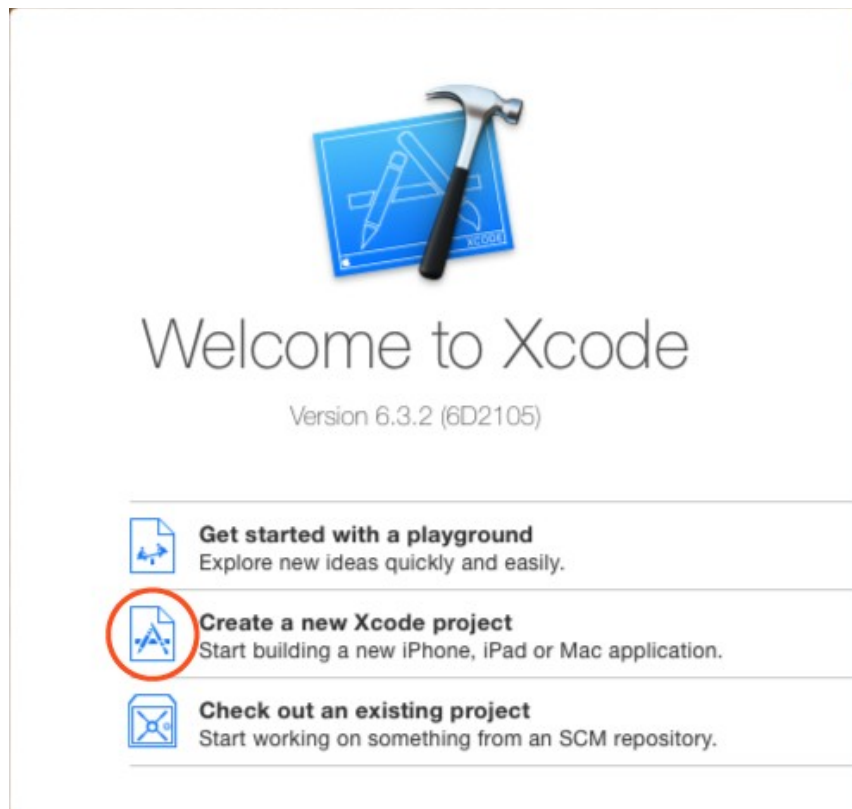 XCODE
Welcome to Xcode
Version 6.3.2 (6D2105)
Get started with a playground
Explore new ideas quickly and easily.
Create a new Xcode project
Start building a new iPhone, iPad or Mac application.
Check out an existing project
Start working on something from an SCM repository.